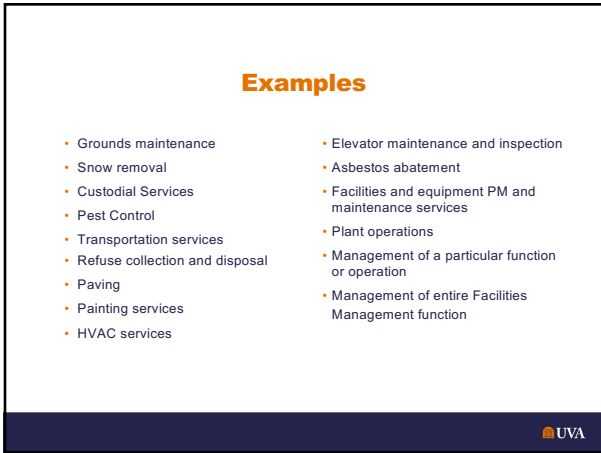 Examples
• Grounds maintenance
• Snow removal
• Custodial Services
• Pest Control
• Transportation services
• Refuse collection and disposal
• Paving
• Painting services
• HVAC services
• Elevator maintenance and inspection
• Asbestos abatement
• Facilities and equipment PM and
maintenance services
• Plant operations
• Management of a particular function
or operation
• Management of entire Facilities
Management function
UVA